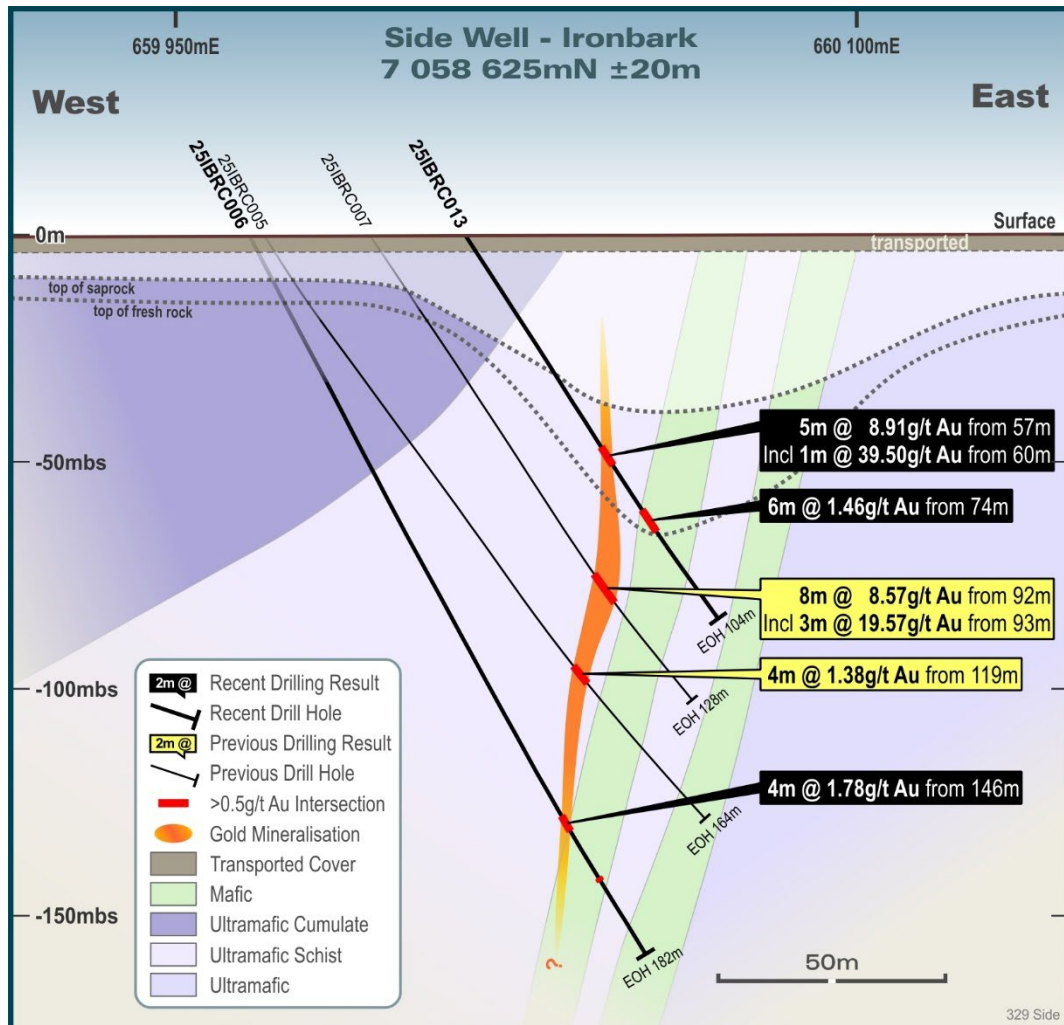 659 950mE
Side Well - Ironbark
7 058 625mN ±20m
660 100mE
West
East
25IBRC006
25IBRC005
25IBRC007
25IBRC013
0m
Surface
transported
top of saprock
top of fresh rock
-50mbs
5m @ 8.91g/t Au from 57m
Incl 1m @ 39.50g/t Au from 60m
6m @ 1.46g/t Au from 74m
8m @ 8.57g/t Au from 92m
Incl 3m @ 19.57g/t Au from 93m
EOH 104m
4m @ 1.38g/t Au from 119m
-100mbs
EOH 128m
4m @ 1.78g/t Au from 146m
EOH 164m
-150mbs
?
EOH 182m
2m @ Recent Drilling Result
Recent Drill Hole
2m @ Previous Drilling Result
Previous Drill Hole
>0.5g/t Au Intersection
Gold Mineralisation
Transported Cover
Mafic
Ultramafic Cumulate
Ultramafic Schist
Ultramafic
50m
329 Side